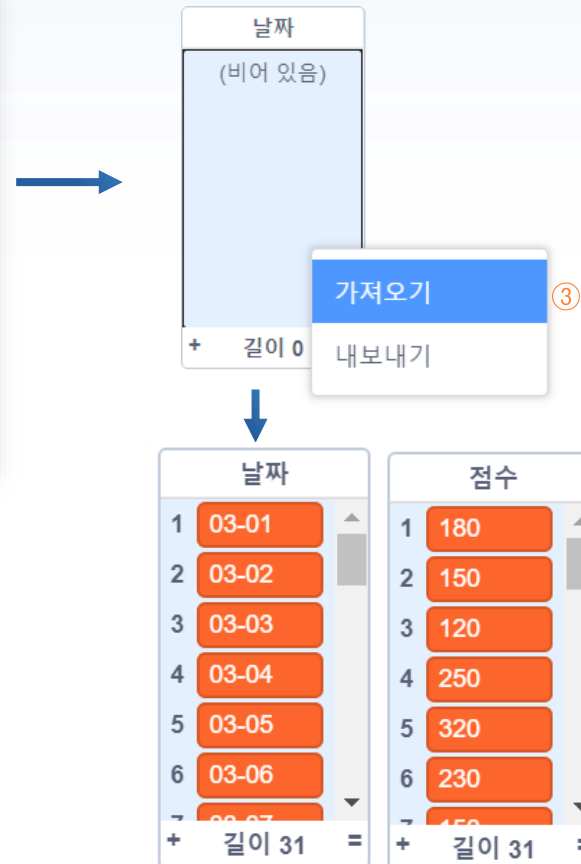 날짜
(비어 있음)
가져오기 ③
내보내기
+ 길이 0
날짜
1 03-01
2 03-02
3 03-03
4 03-04
5 03-05
6 03-06
+ 길이 31 =
점수
1 180
2 150
3 120
4 250
5 320
6 230
+ 길이 31 =